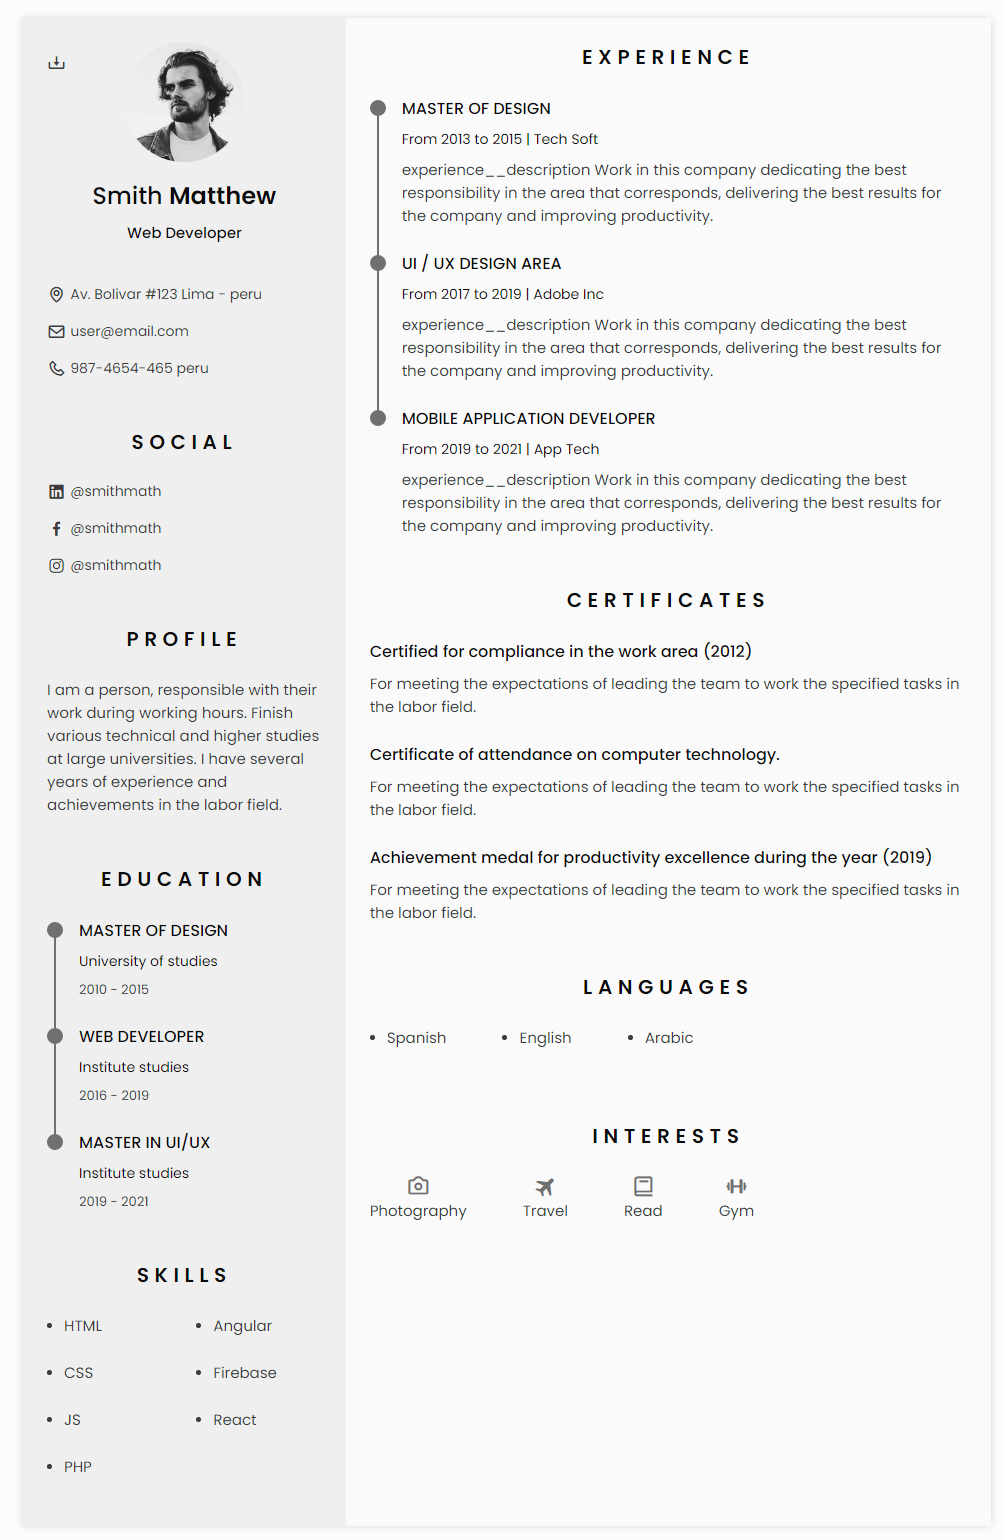 Smith Matthew
Web Developer
Av. Bolivar #123 Lima - peru
user@email.com
987-4654-465 peru
SOCIAL
@smithmath
@smithmath
@smithmath
PROFILE
I am a person, responsible with their
work during working hours. Finish
various technical and higher studies
at large universities. I have several
years of experience and
achievements in the labor field.
EDUCATION
MASTER OF DESIGN
University of studies
2010 - 2015
WEB DEVELOPER
Institute studies
2016 - 2019
MASTER IN UI/UX
Institute studies
2019 - 2021
SKILLS
HTML
CSS
JS
PHP
Angular
Firebase
React
EXPERIENCE
MASTER OF DESIGN
From 2013 to 2015 | Tech Soft
experience__description Work in this company dedicating the best
responsibility in the area that corresponds, delivering the best results for
the company and improving productivity.
UI / UX DESIGN AREA
From 2017 to 2019 | Adobe Inc
experience__description Work in this company dedicating the best
responsibility in the area that corresponds, delivering the best results for
the company and improving productivity.
MOBILE APPLICATION DEVELOPER
From 2019 to 2021 | App Tech
experience__description Work in this company dedicating the best
responsibility in the area that corresponds, delivering the best results for
the company and improving productivity.
CERTIFICATES
Certified for compliance in the work area (2012)
For meeting the expectations of leading the team to work the specified tasks in
the labor field.
Certificate of attendance on computer technology.
For meeting the expectations of leading the team to work the specified tasks in
the labor field.
Achievement medal for productivity excellence during the year (2019)
For meeting the expectations of leading the team to work the specified tasks in
the labor field.
LANGUAGES
Spanish
English
Arabic
INTERESTS
Photography
Travel
Read
Gym